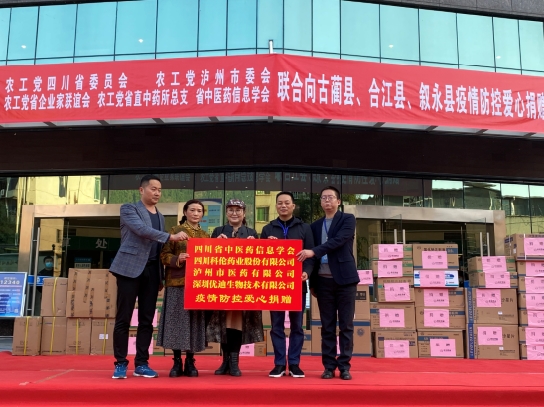 农工党四川省委员会 农工党泸州市委会
农工党省企业家联谊会 农工党省直中药所总支 省中医药信息学会
联合向古蔺县、合江县、叙永县疫情防控爱心捐赠
四川省中医药信息学会
四川科伦药业股份有限公司
泸州市医药有限公司
深圳优迪生物技术有限公司
疫情防控爱心捐赠